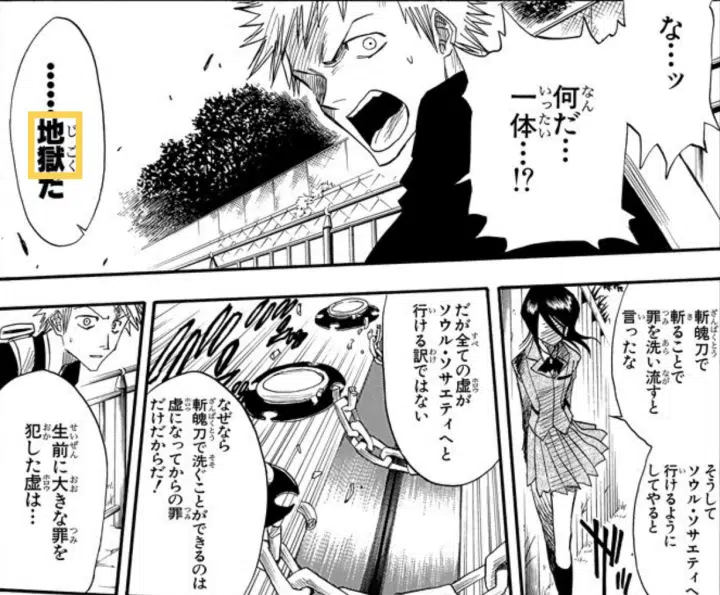 な…ッ
何だ…
一体…!?
……地獄だ
斬魄刀で
斬ることで
罪を洗い流すと
言ったな
そうして
ソウル・ソサエティへ
行けるように
してやると
だが全ての虚が
ソウル・ソサエティへと
行ける訳ではない
なぜなら
斬魄刀で洗ぐことができるのは
虚になってからの罪
だけだからだ!
生前に大きな罪を
犯した虚は…